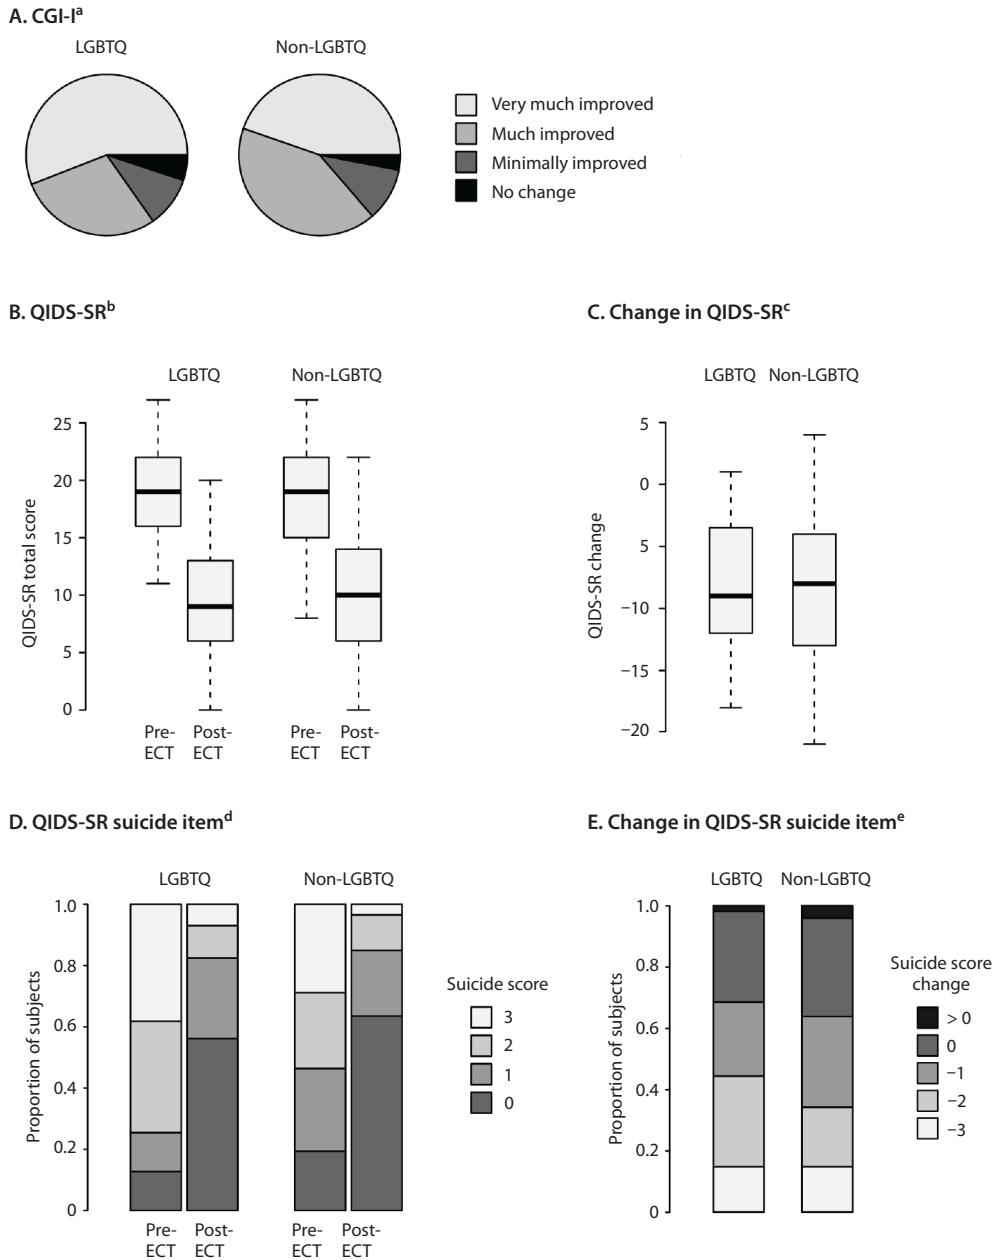 A. CGI-Iᵃ
LGBTQ
Non-LGBTQ
Very much improved
Much improved
Minimally improved
No change
B. QIDS-SRᵇ
LGBTQ
Non-LGBTQ
QIDS-SR total score
25
20
15
10
5
0
Pre-
ECT
Post-
ECT
Pre-
ECT
Post-
ECT
C. Change in QIDS-SRᶜ
LGBTQ
Non-LGBTQ
QIDS-SR change
5
0
5
−10
−15
−20
D. QIDS-SR suicide itemᵈ
LGBTQ
Non-LGBTQ
Proportion of subjects
1.0
0.8
0.6
0.4
0.2
0
Pre-
ECT
Post-
ECT
Pre-
ECT
Post-
ECT
Suicide score
3
2
1
0
E. Change in QIDS-SR suicide itemᵉ
LGBTQ
Non-LGBTQ
Proportion of subjects
1.0
0.8
0.6
0.4
0.2
0
Suicide score
change
> 0
0
−1
−2
−3